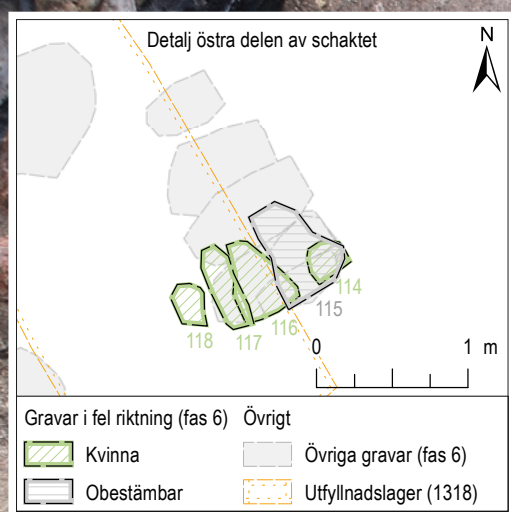 Detalj östra delen av schaktet
N
114
115
116
117
118
0 1 m
Gravar i fel riktning (fas 6) Övrigt
Kvinna Övriga gravar (fas 6)
Obestämbar Utfyllnadslager (1318)